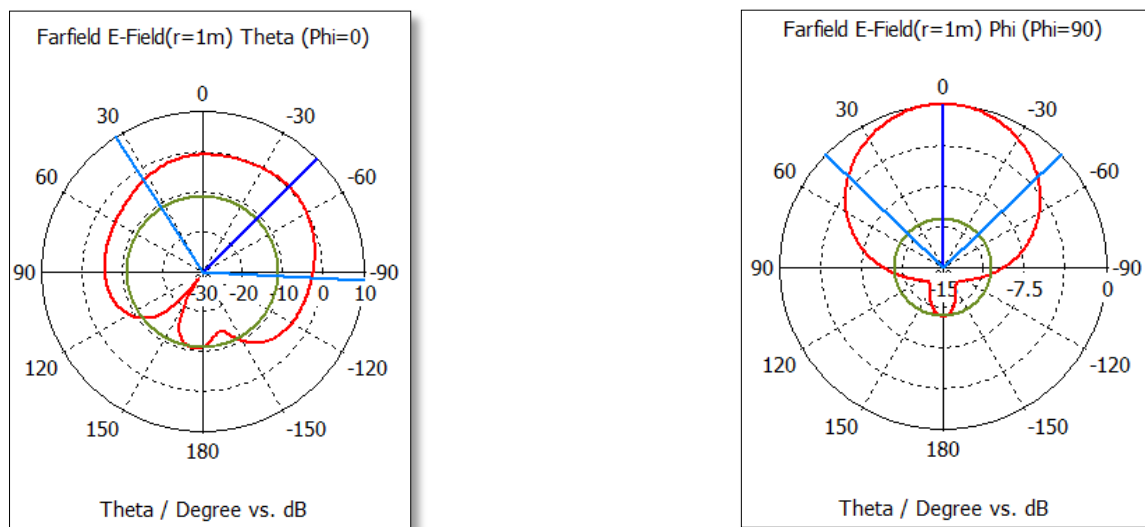 Farfield E-Field(r=1m) Theta (Phi=0)
0
30 -30
60 -60
90 -90
-30 -20 -10 0 10
120 -120
150 -150
180
Theta / Degree vs. dB
Farfield E-Field(r=1m) Phi (Phi=90)
0
30 -30
60 -60
90 -90
-15 -7.5 0
120 -120
150 -150
180
Theta / Degree vs. dB